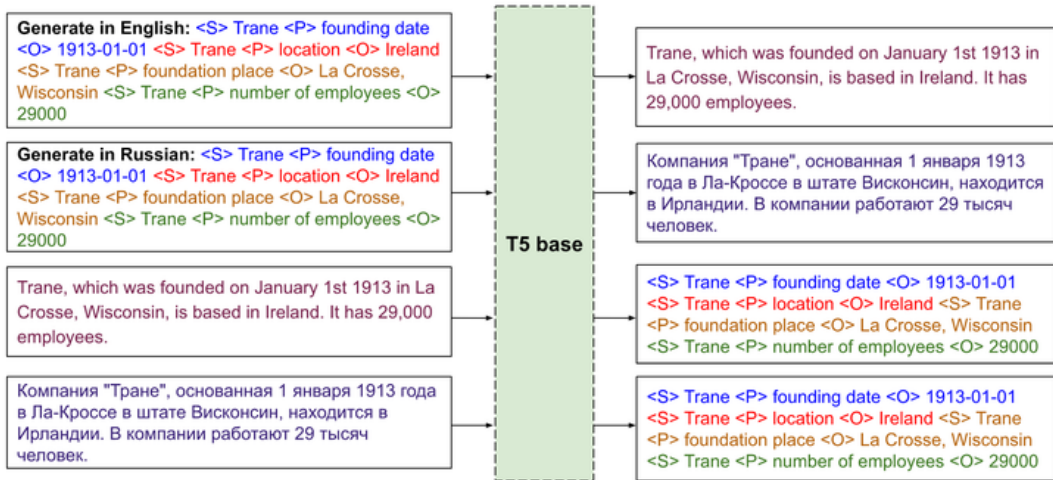 Generate in English: <S> Trane <P> founding date
<O> 1913-01-01 <S> Trane <P> location <O> Ireland
<S> Trane <P> foundation place <O> La Crosse,
Wisconsin <S> Trane <P> number of employees <O>
29000
Trane, which was founded on January 1st 1913 in
La Crosse, Wisconsin, is based in Ireland. It has
29,000 employees.
Generate in Russian: <S> Trane <P> founding date
<O> 1913-01-01 <S> Trane <P> location <O> Ireland
<S> Trane <P> foundation place <O> La Crosse,
Wisconsin <S> Trane <P> number of employees <O>
29000
Компания "Тране", основанная 1 января 1913
года в Ла-Кроссе в штате Висконсин, находится
в Ирландии. В компании работают 29 тысяч
человек.
T5 base
Trane, which was founded on January 1st 1913 in La
Crosse, Wisconsin, is based in Ireland. It has 29,000
employees.
<S> Trane <P> founding date <O> 1913-01-01
<S> Trane <P> location <O> Ireland <S> Trane
<P> foundation place <O> La Crosse, Wisconsin
<S> Trane <P> number of employees <O> 29000
Компания "Тране", основанная 1 января 1913 года
в Ла-Кроссе в штате Висконсин, находится в
Ирландии. В компании работают 29 тысяч
человек.
<S> Trane <P> founding date <O> 1913-01-01
<S> Trane <P> location <O> Ireland <S> Trane
<P> foundation place <O> La Crosse, Wisconsin
<S> Trane <P> number of employees <O> 29000